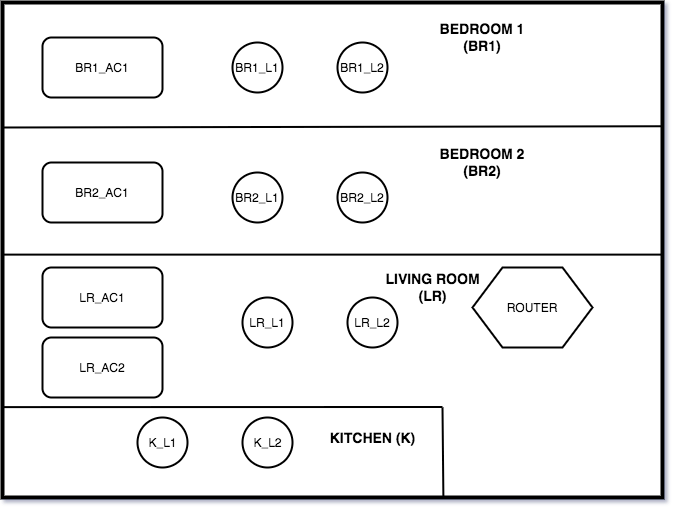 BEDROOM 1
(BR1)
BR1_AC1
BR1_L1
BR1_L2
BEDROOM 2
(BR2)
BR2_AC1
BR2_L1
BR2_L2
LIVING ROOM
(LR)
LR_AC1
LR_L1
LR_L2
ROUTER
LR_AC2
K_L1
K_L2
KITCHEN (K)